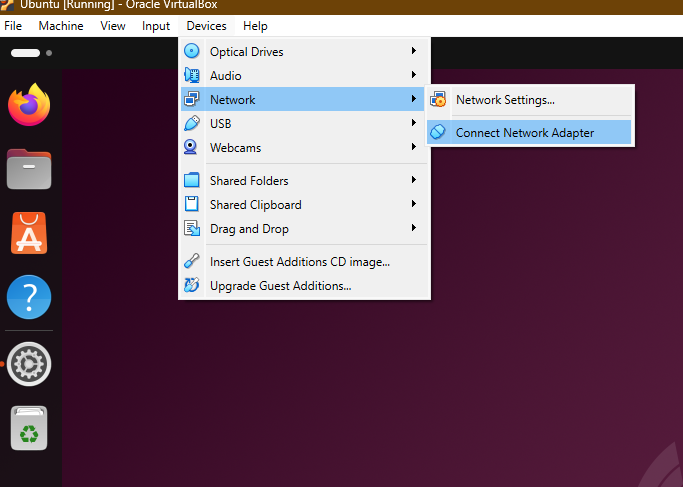 Ubuntu [Running] - Oracle VirtualBox
File Machine View Input Devices Help
Optical Drives
Audio
Network
Network Settings...
USB
Connect Network Adapter
Webcams
Shared Folders
Shared Clipboard
Drag and Drop
Insert Guest Additions CD image...
Upgrade Guest Additions...